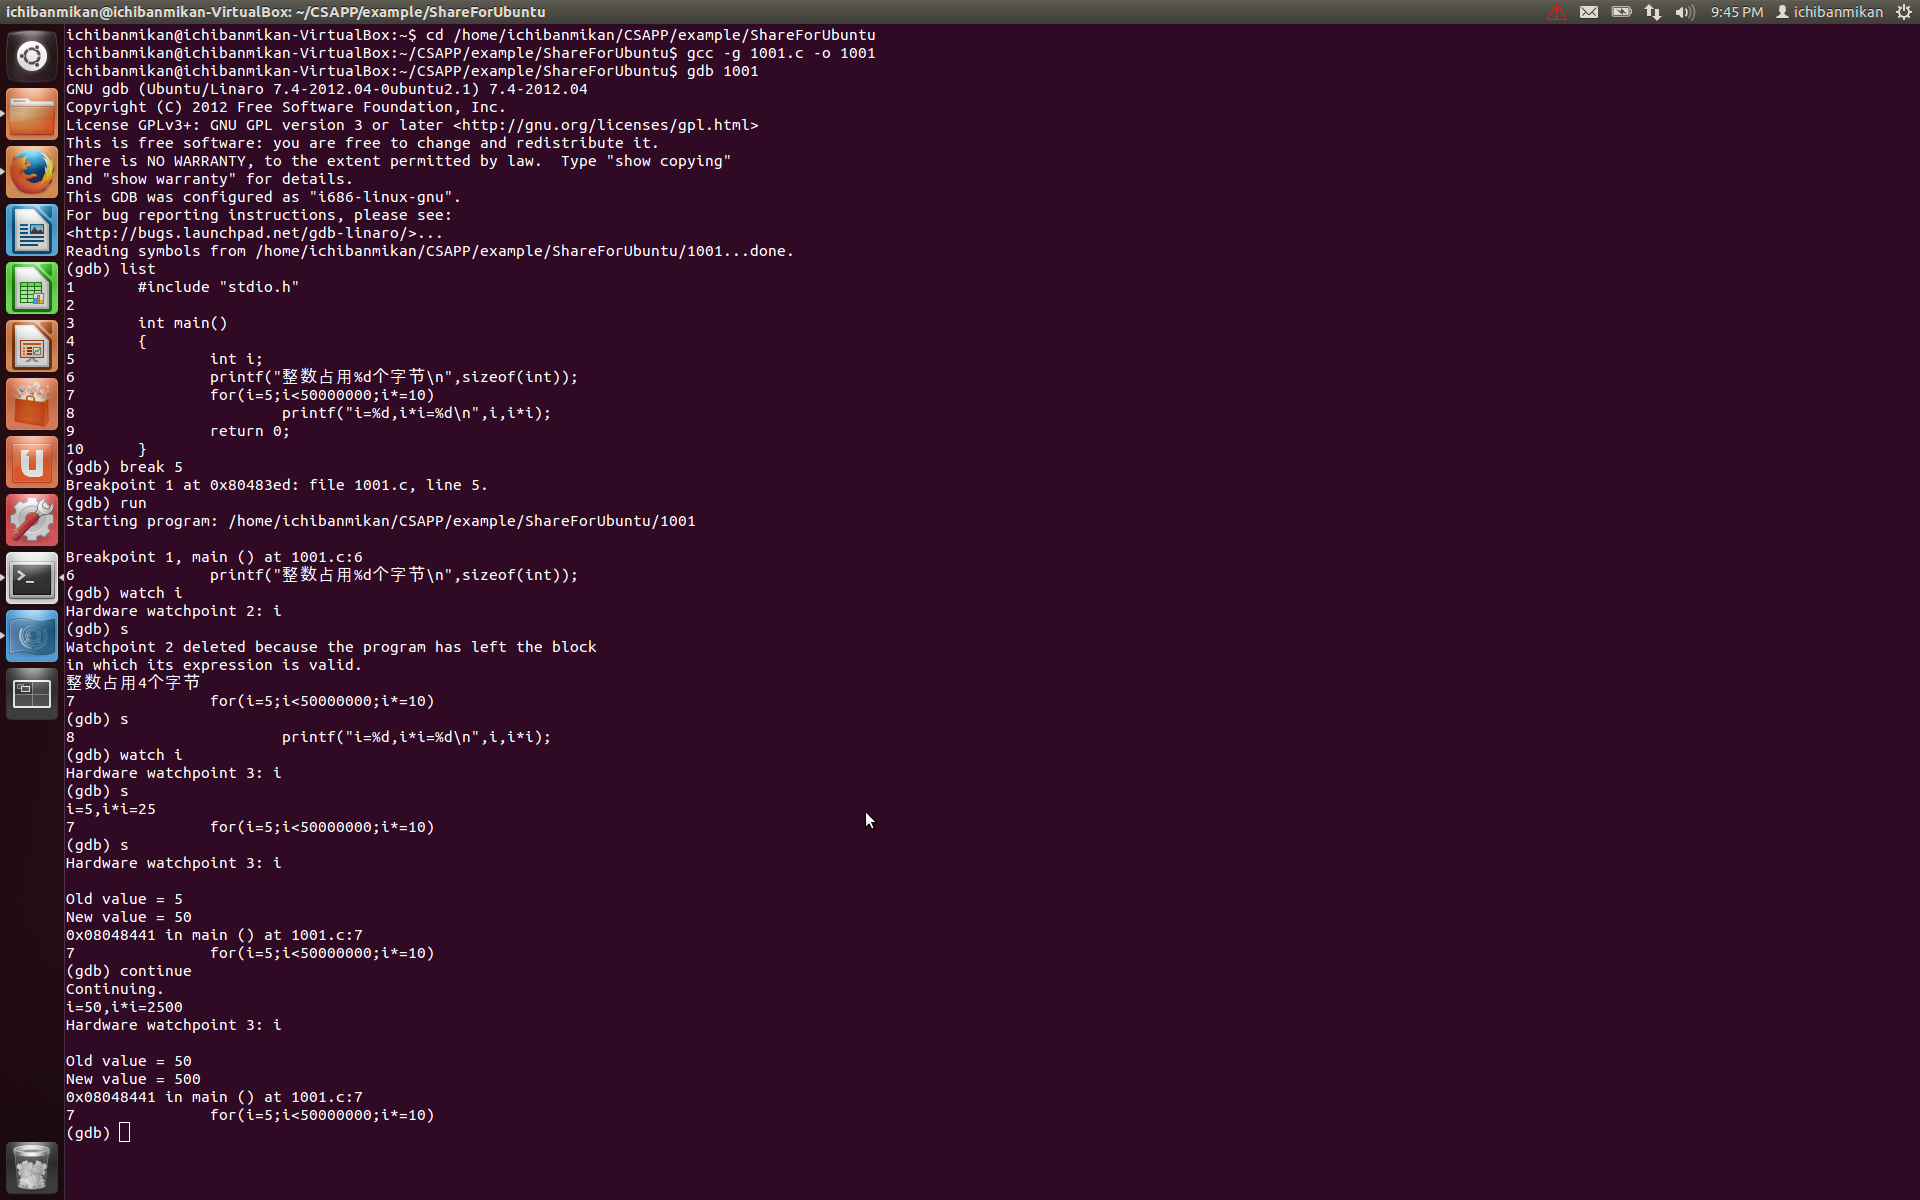 ichibanmikan@ichibanmikan-VirtualBox: ~/CSAPP/example/ShareForUbuntu
9:45 PM ichibanmikan
ichibanmikan@ichibanmikan-VirtualBox:~$ cd /home/ichibanmikan/CSAPP/example/ShareForUbuntu
ichibanmikan@ichibanmikan-VirtualBox:~/CSAPP/example/ShareForUbuntu$ gcc -g 1001.c -o 1001
ichibanmikan@ichibanmikan-VirtualBox:~/CSAPP/example/ShareForUbuntu$ gdb 1001
GNU gdb (Ubuntu/Linaro 7.4-2012.04-0ubuntu2.1) 7.4-2012.04
Copyright (C) 2012 Free Software Foundation, Inc.
License GPLv3+: GNU GPL version 3 or later <http://gnu.org/licenses/gpl.html>
This is free software: you are free to change and redistribute it.
There is NO WARRANTY, to the extent permitted by law.  Type "show copying"
and "show warranty" for details.
This GDB was configured as "i686-linux-gnu".
For bug reporting instructions, please see:
<http://bugs.launchpad.net/gdb-linaro/>...
Reading symbols from /home/ichibanmikan/CSAPP/example/ShareForUbuntu/1001...done.
(gdb) list
1       #include "stdio.h"
2
3       int main()
4       {
5               int i;
6               printf("整数占用%d个字节\n",sizeof(int));
7               for(i=5;i<50000000;i*=10)
8                       printf("i=%d,i*i=%d\n",i,i*i);
9               return 0;
10      }
(gdb) break 5
Breakpoint 1 at 0x80483ed: file 1001.c, line 5.
(gdb) run
Starting program: /home/ichibanmikan/CSAPP/example/ShareForUbuntu/1001
Breakpoint 1, main () at 1001.c:6
6               printf("整数占用%d个字节\n",sizeof(int));
(gdb) watch i
Hardware watchpoint 2: i
(gdb) s
Watchpoint 2 deleted because the program has left the block
in which its expression is valid.
整数占用4个字节
7               for(i=5;i<50000000;i*=10)
(gdb) s
8                       printf("i=%d,i*i=%d\n",i,i*i);
(gdb) watch i
Hardware watchpoint 3: i
(gdb) s
i=5,i*i=25
7               for(i=5;i<50000000;i*=10)
(gdb) s
Hardware watchpoint 3: i
Old value = 5
New value = 50
0x08048441 in main () at 1001.c:7
7               for(i=5;i<50000000;i*=10)
(gdb) continue
Continuing.
i=50,i*i=2500
Hardware watchpoint 3: i
Old value = 50
New value = 500
0x08048441 in main () at 1001.c:7
7               for(i=5;i<50000000;i*=10)
(gdb)